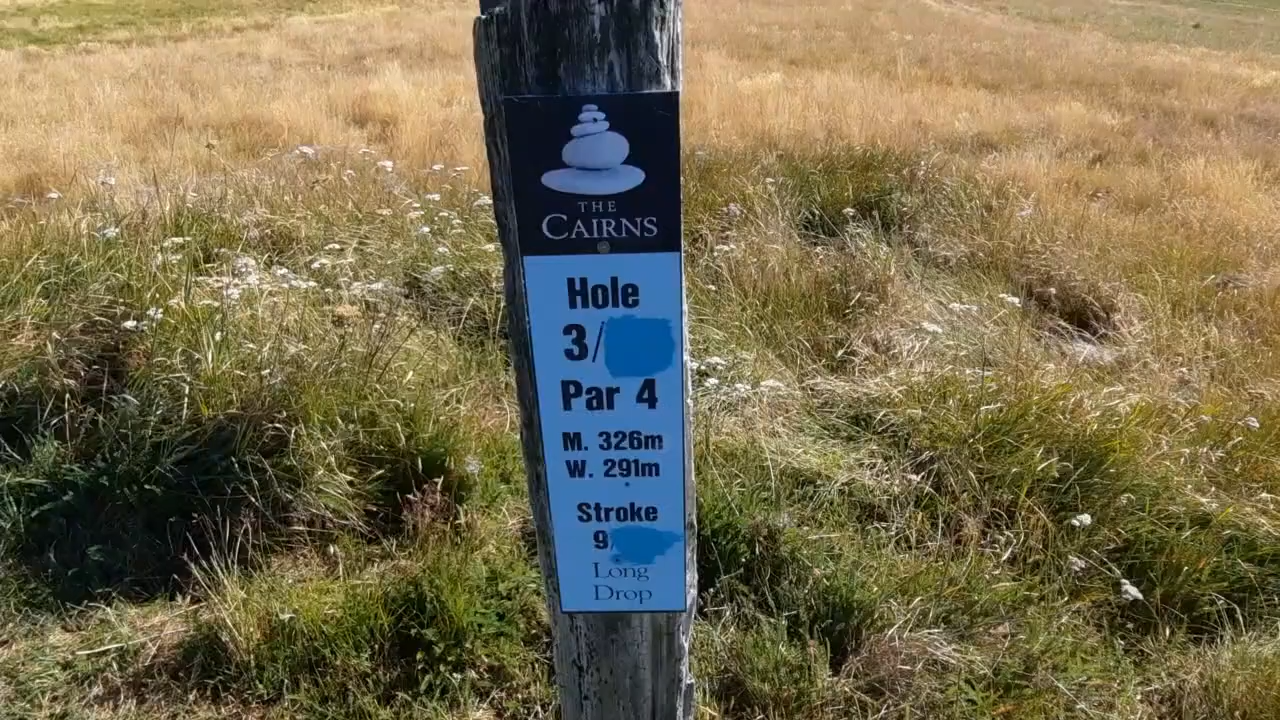 THE
CAIRNS
Hole
3/
Par 4
M. 326m
W. 291m
Stroke
9/
Long
Drop